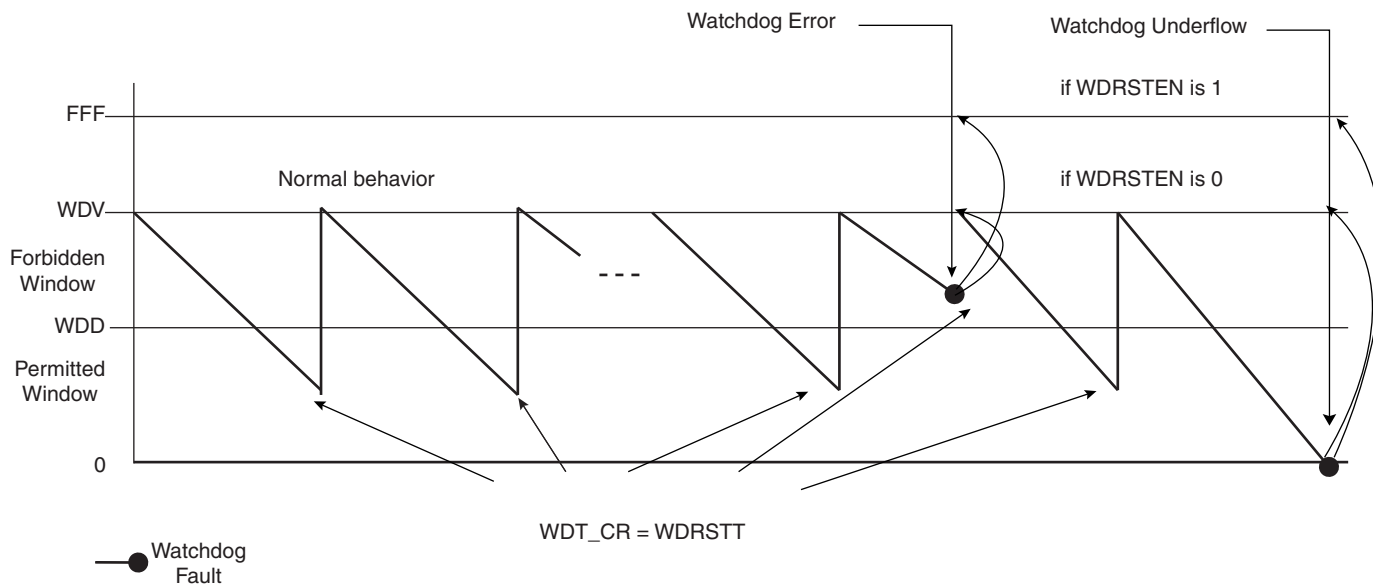 Watchdog Error
Watchdog Underflow
if WDRSTEN is 1
FFF
Normal behavior
if WDRSTEN is 0
WDV
Forbidden
Window
WDD
Permitted
Window
0
WDT_CR = WDRSTT
Watchdog
Fault